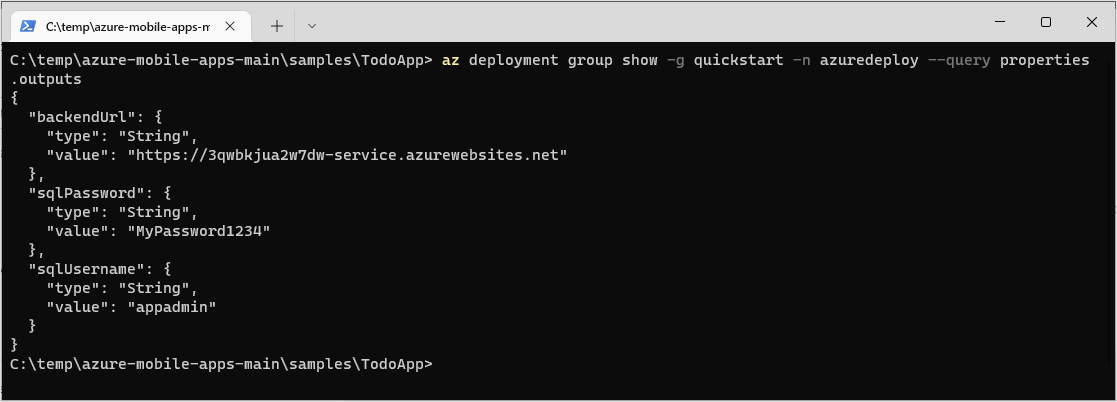 C:\temp\azure-mobile-apps-m
C:\temp\azure-mobile-apps-main\samples\TodoApp> az deployment group show -g quickstart -n azuredeploy --query properties
.outputs
{
  "backendUrl": {
    "type": "String",
    "value": "https://3qwbkjua2w7dw-service.azurewebsites.net"
  },
  "sqlPassword": {
    "type": "String",
    "value": "MyPassword1234"
  },
  "sqlUsername": {
    "type": "String",
    "value": "appadmin"
  }
}
C:\temp\azure-mobile-apps-main\samples\TodoApp>